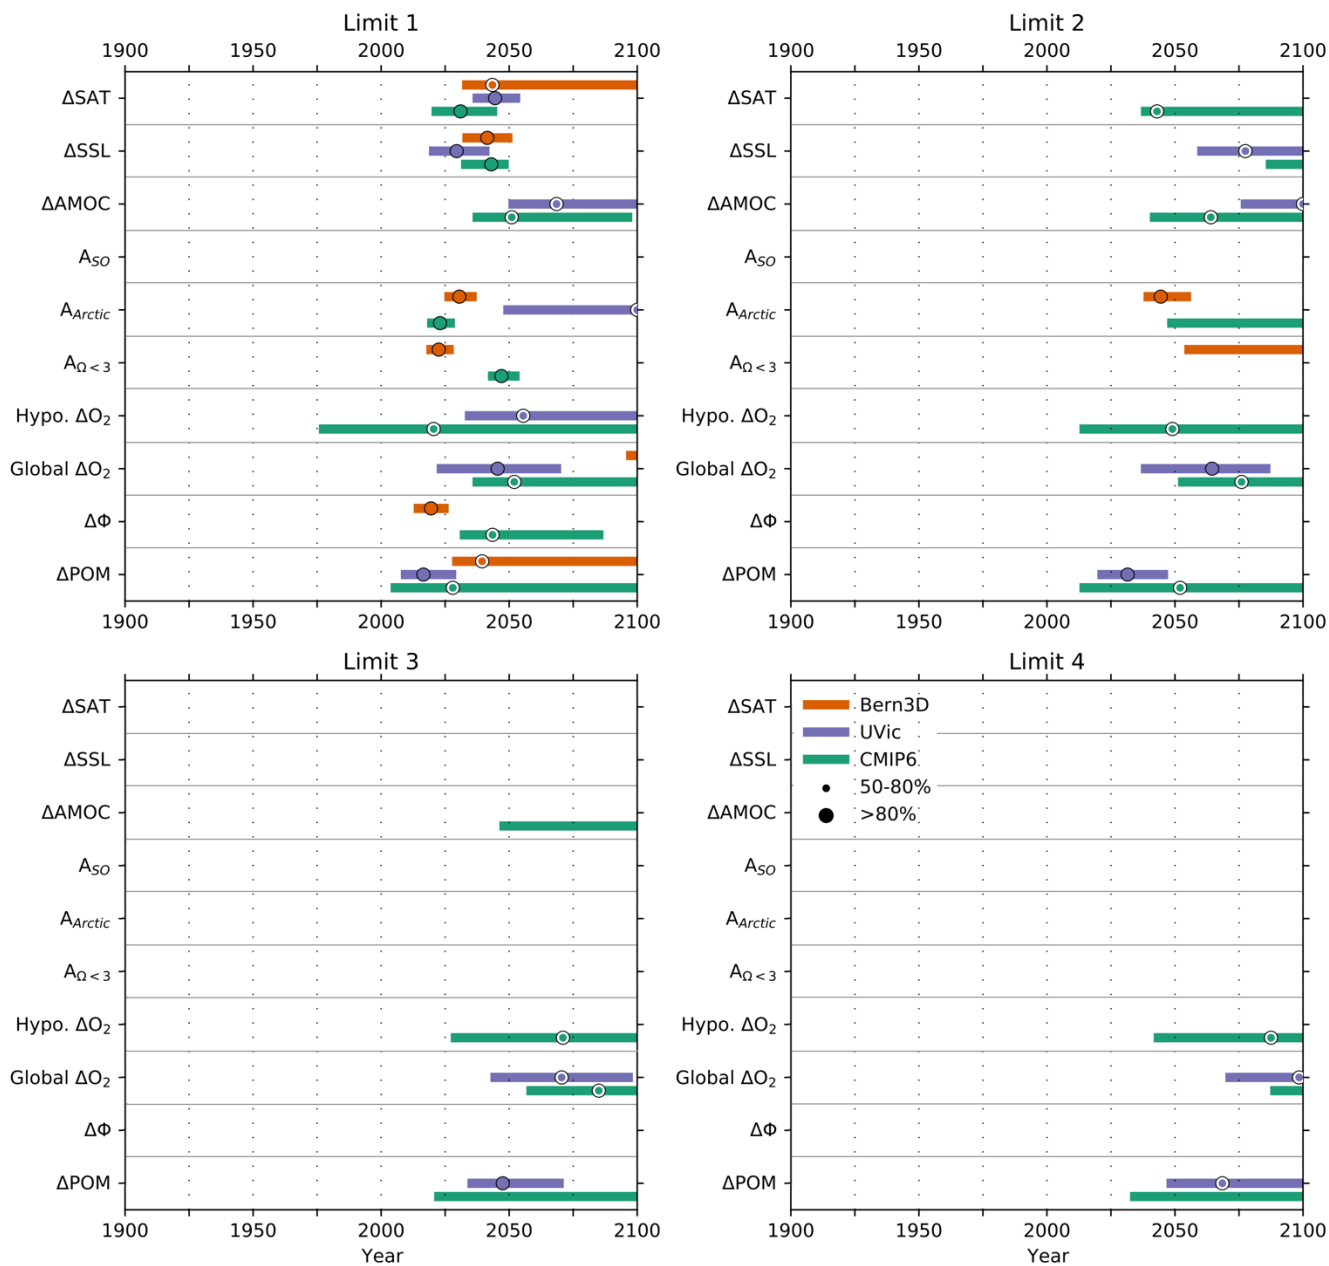 Limit 1
1900 1950 2000 2050 2100
ΔSAT
ΔSSL
ΔAMOC
A_SO
A_Arctic
A_Ω<3
Hypo. ΔO₂
Global ΔO₂
ΔΦ
ΔPOM
1900 1950 2000 2050 2100
Limit 2
1900 1950 2000 2050 2100
ΔSAT
ΔSSL
ΔAMOC
A_SO
A_Arctic
A_Ω<3
Hypo. ΔO₂
Global ΔO₂
ΔΦ
ΔPOM
1900 1950 2000 2050 2100
Limit 3
ΔSAT
ΔSSL
ΔAMOC
A_SO
A_Arctic
A_Ω<3
Hypo. ΔO₂
Global ΔO₂
ΔΦ
ΔPOM
1900 1950 2000 2050 2100
Year
Limit 4
Bern3D
UVic
CMIP6
50-80%
>80%
ΔSAT
ΔSSL
ΔAMOC
A_SO
A_Arctic
A_Ω<3
Hypo. ΔO₂
Global ΔO₂
ΔΦ
ΔPOM
1900 1950 2000 2050 2100
Year